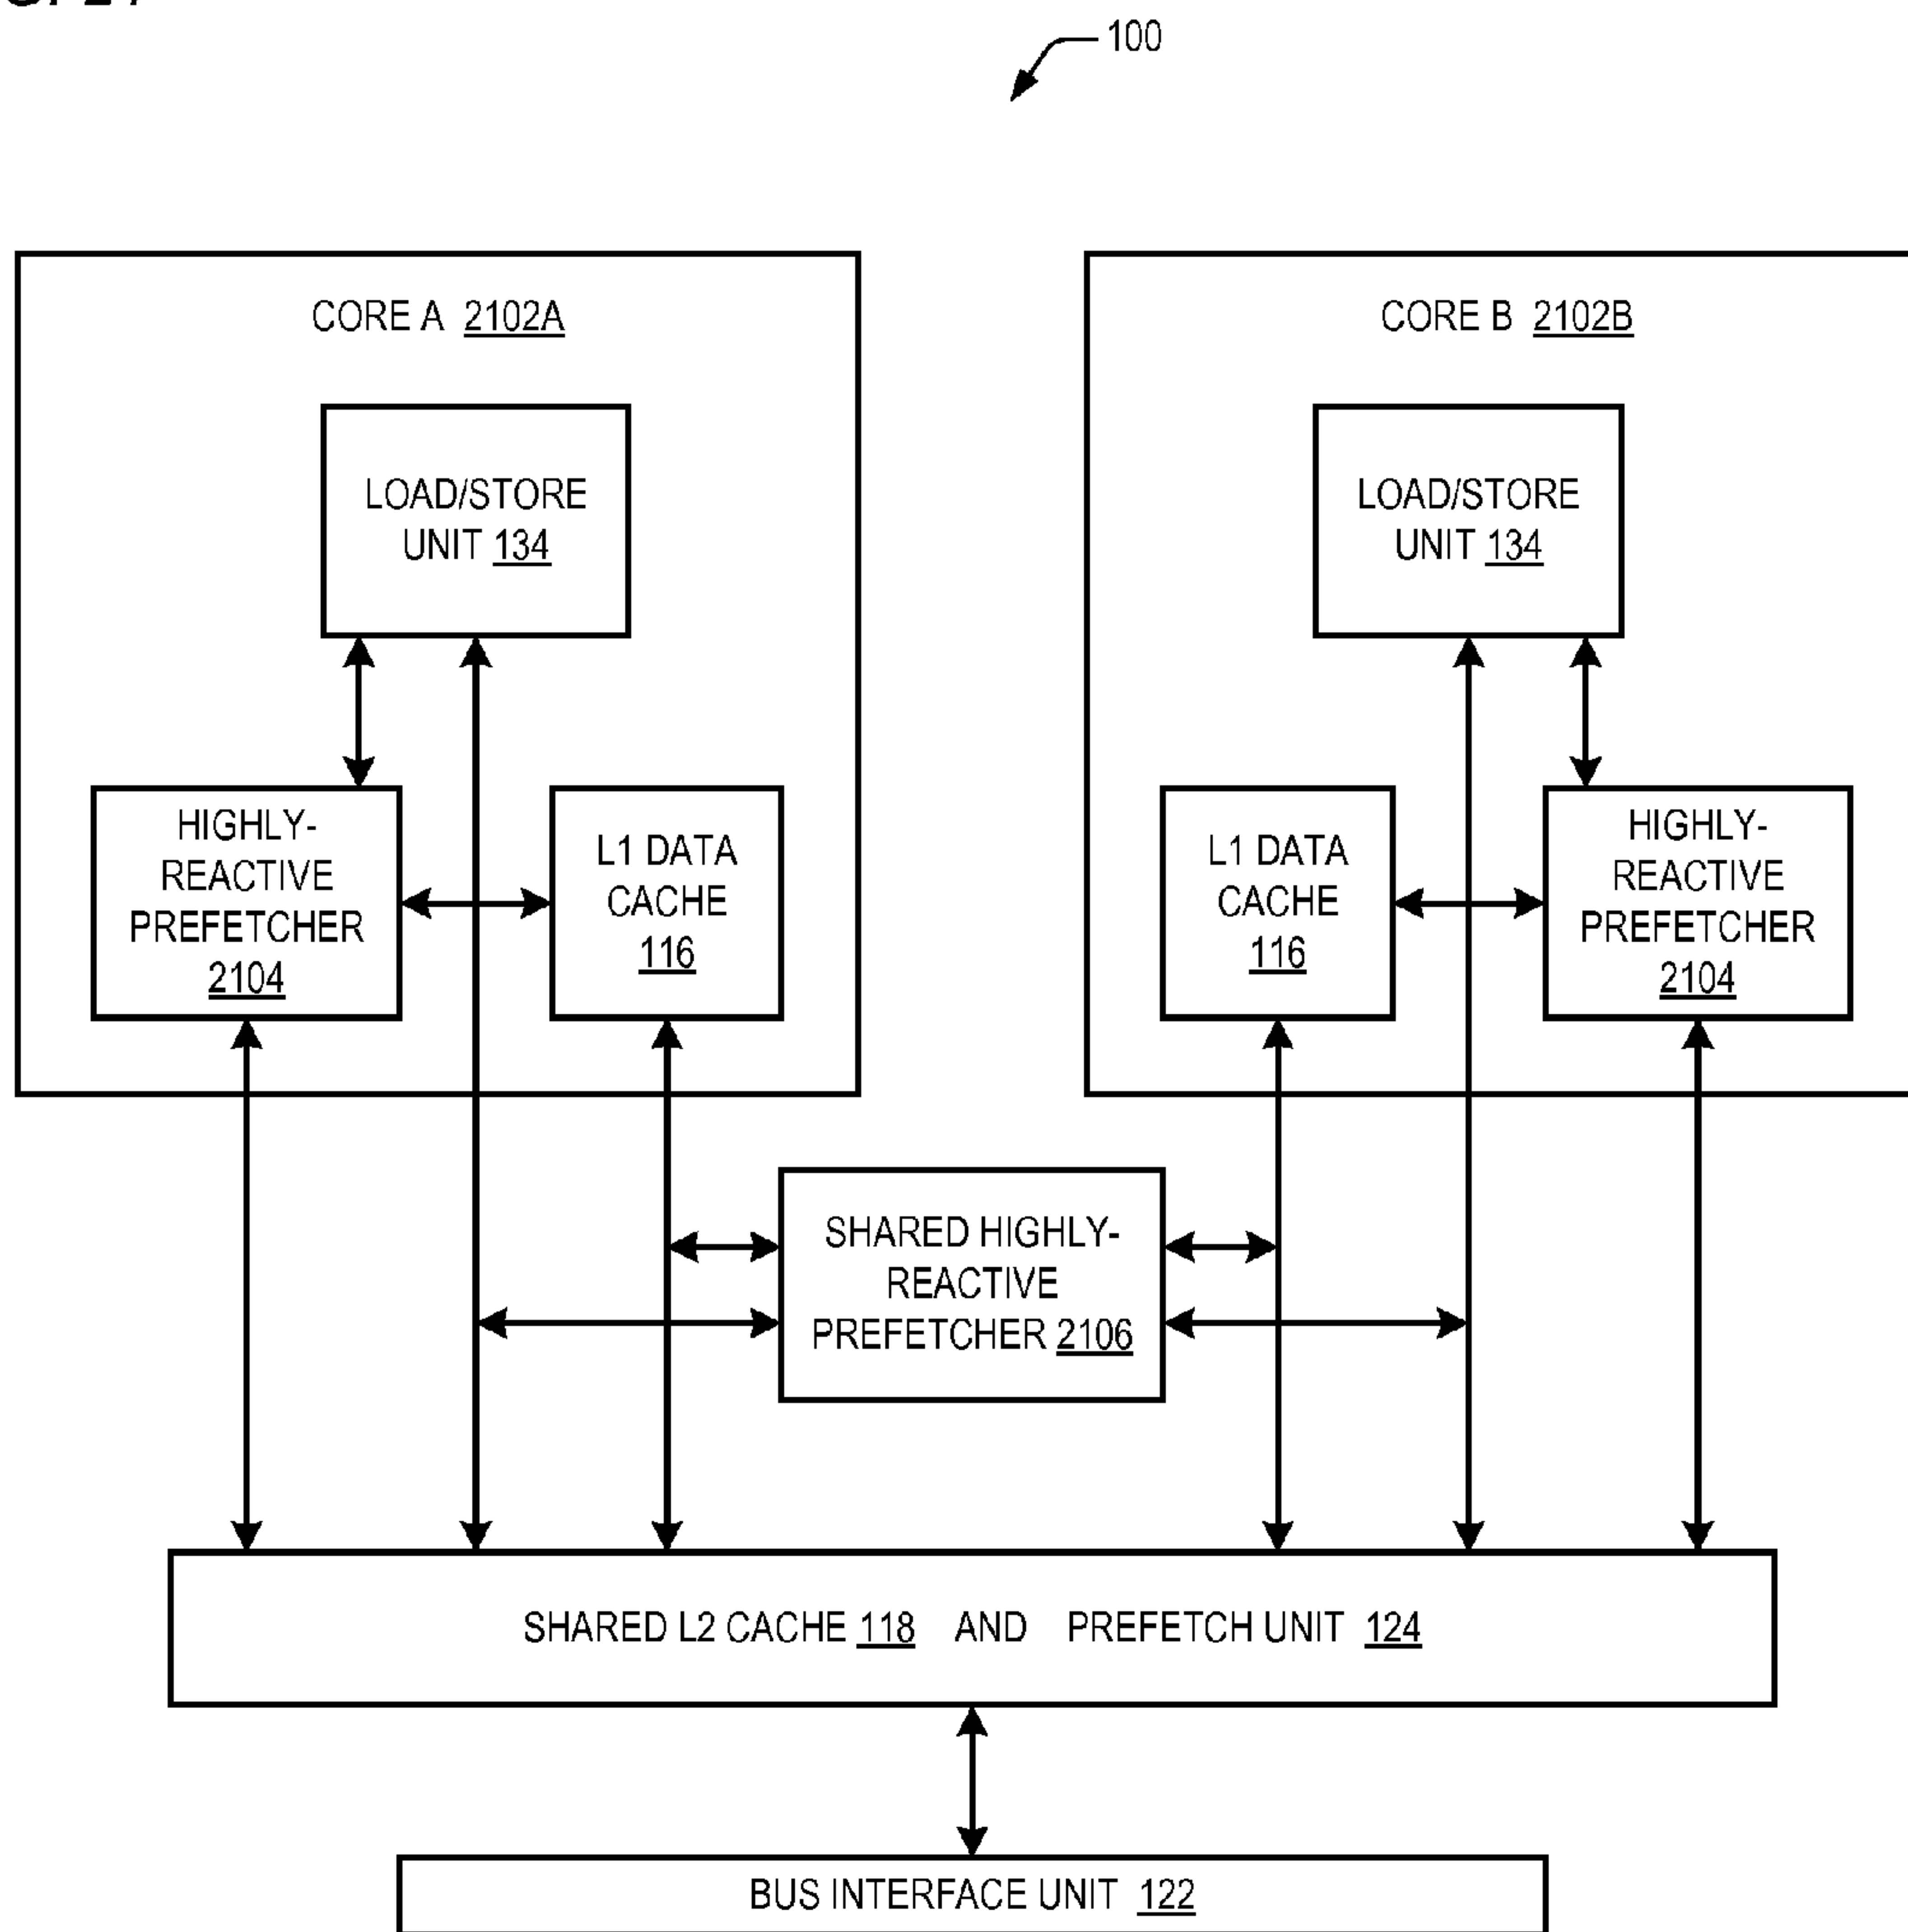 100
CORE A 2102A
LOAD/STORE
UNIT 134
HIGHLY-
REACTIVE
PREFETCHER
2104
L1 DATA
CACHE
116
CORE B 2102B
LOAD/STORE
UNIT 134
L1 DATA
CACHE
116
HIGHLY-
REACTIVE
PREFETCHER
2104
SHARED HIGHLY-
REACTIVE
PREFETCHER 2106
SHARED L2 CACHE 118 AND PREFETCH UNIT 124
BUS INTERFACE UNIT 122